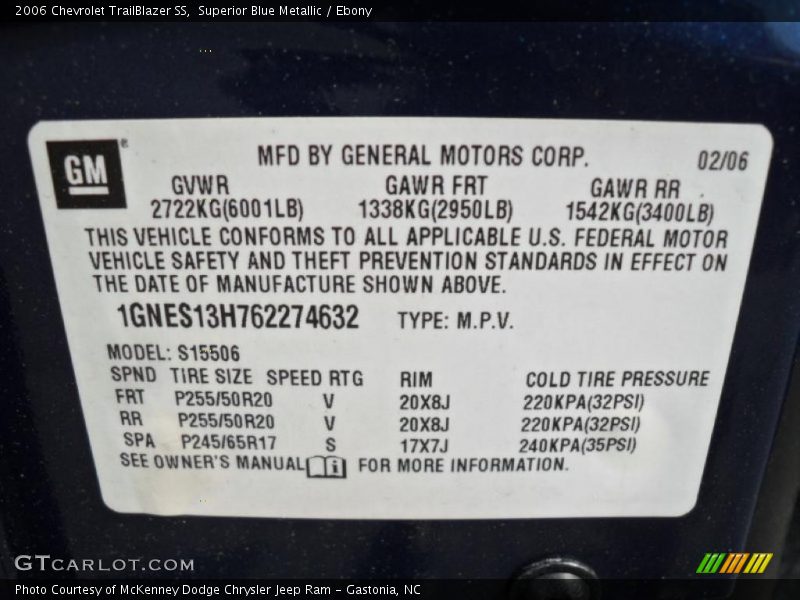 2006 Chevrolet TrailBlazer SS, Superior Blue Metallic / Ebony
GM®
MFD BY GENERAL MOTORS CORP. 02/06
GVWR GAWR FRT GAWR RR
2722KG(6001LB) 1338KG(2950LB) 1542KG(3400LB)
THIS VEHICLE CONFORMS TO ALL APPLICABLE U.S. FEDERAL MOTOR
VEHICLE SAFETY AND THEFT PREVENTION STANDARDS IN EFFECT ON
THE DATE OF MANUFACTURE SHOWN ABOVE.
1GNES13H762274632 TYPE: M.P.V.
MODEL: S15506
SPND TIRE SIZE SPEED RTG RIM COLD TIRE PRESSURE
FRT P255/50R20 V 20X8J 220KPA(32PSI)
RR P255/50R20 V 20X8J 220KPA(32PSI)
SPA P245/65R17 S 17X7J 240KPA(35PSI)
SEE OWNER'S MANUAL i FOR MORE INFORMATION.
GTCARLOT.COM
Photo Courtesy of McKenney Dodge Chrysler Jeep Ram - Gastonia, NC